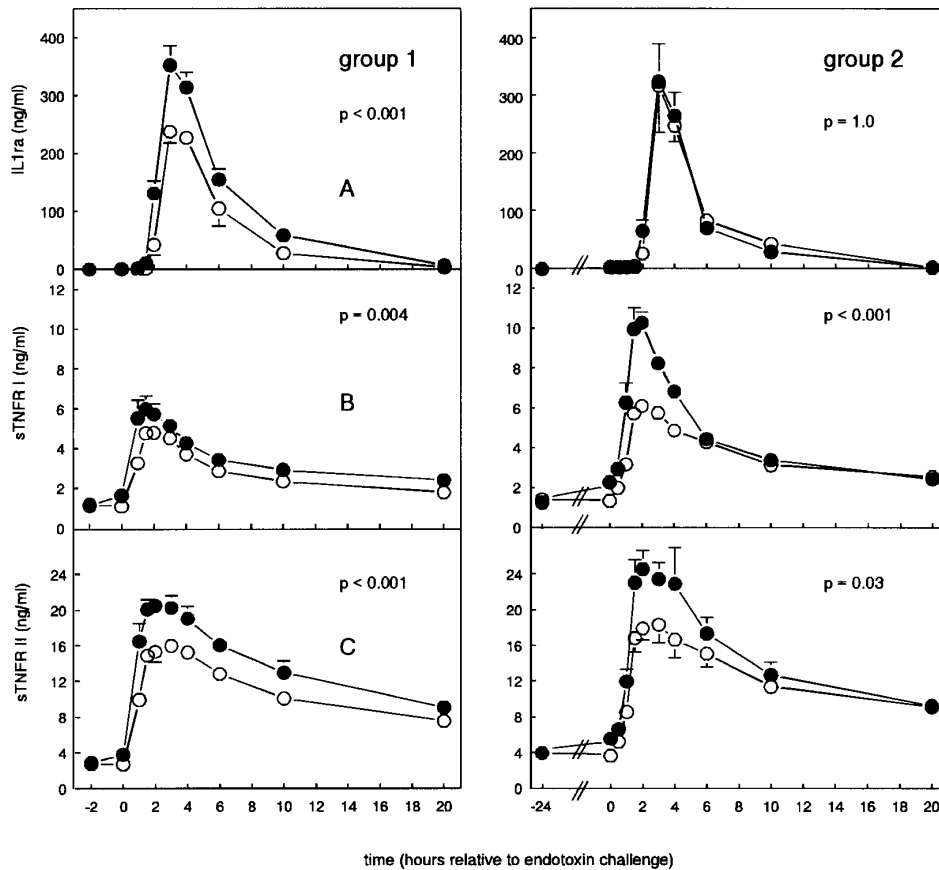 group 1
p < 0.001
A
IL1ra (ng/ml)
400
300
200
100
0
group 2
p = 1.0
400
300
200
100
0
p = 0.004
B
sTNFR I (ng/ml)
12
10
8
6
4
2
0
p < 0.001
12
10
8
6
4
2
0
p < 0.001
C
sTNFR II (ng/ml)
24
20
16
12
8
4
0
p = 0.03
24
20
16
12
8
4
0
-2 0 2 4 6 8 10 12 14 16 18 20
-24 0 2 4 6 8 10 12 14 16 18 20
time (hours relative to endotoxin challenge)